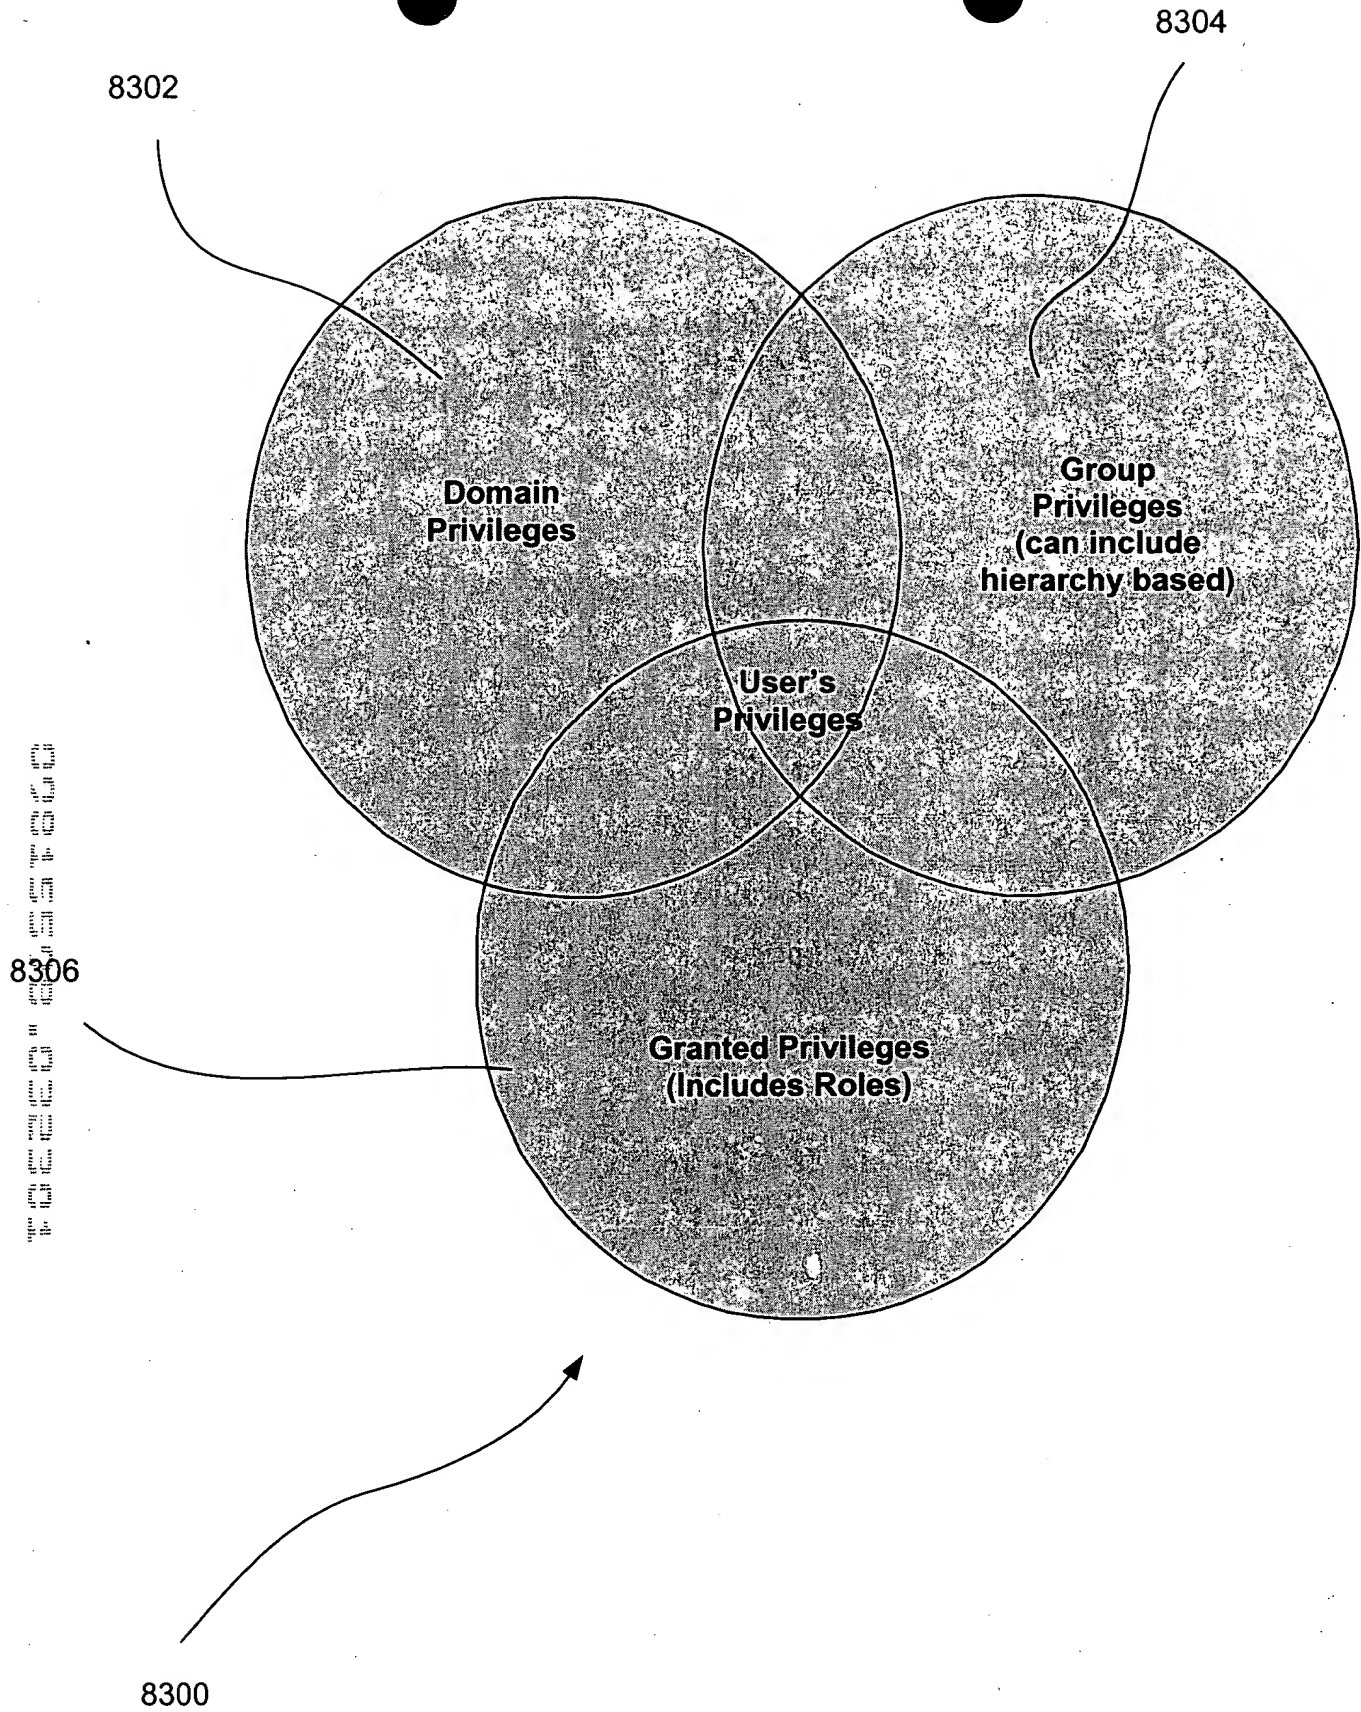 8304
8302
Domain
Privileges
Group
Privileges
(can include
hierarchy based)
User's
Privileges
8306
Granted Privileges
(Includes Roles)
8300